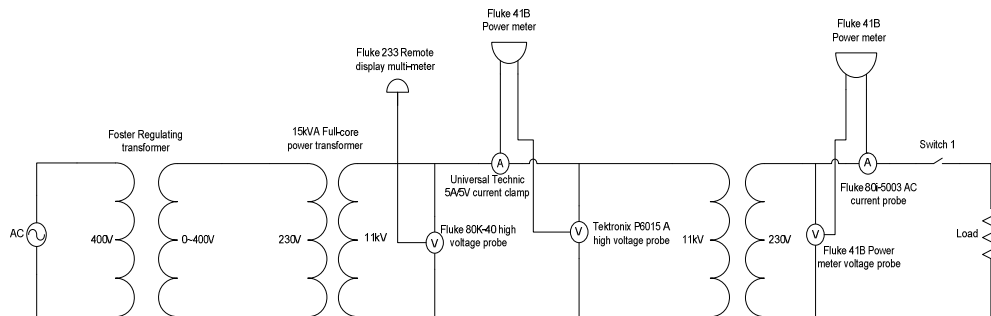 Fluke 41B
Power meter
Fluke 41B
Power meter
Fluke 233 Remote
display multi-meter
Foster Regulating
transformer
15kVA Full-core
power transformer
Switch 1
A
A
Universal Technic
5A/5V current clamp
Fluke 80i-5003 AC
current probe
AC
400V
0~400V
230V
11kV
V
Fluke 80K-40 high
voltage probe
V
Tektronix P6015 A
high voltage probe
11kV
230V
V
Fluke 41B Power
meter voltage probe
Load